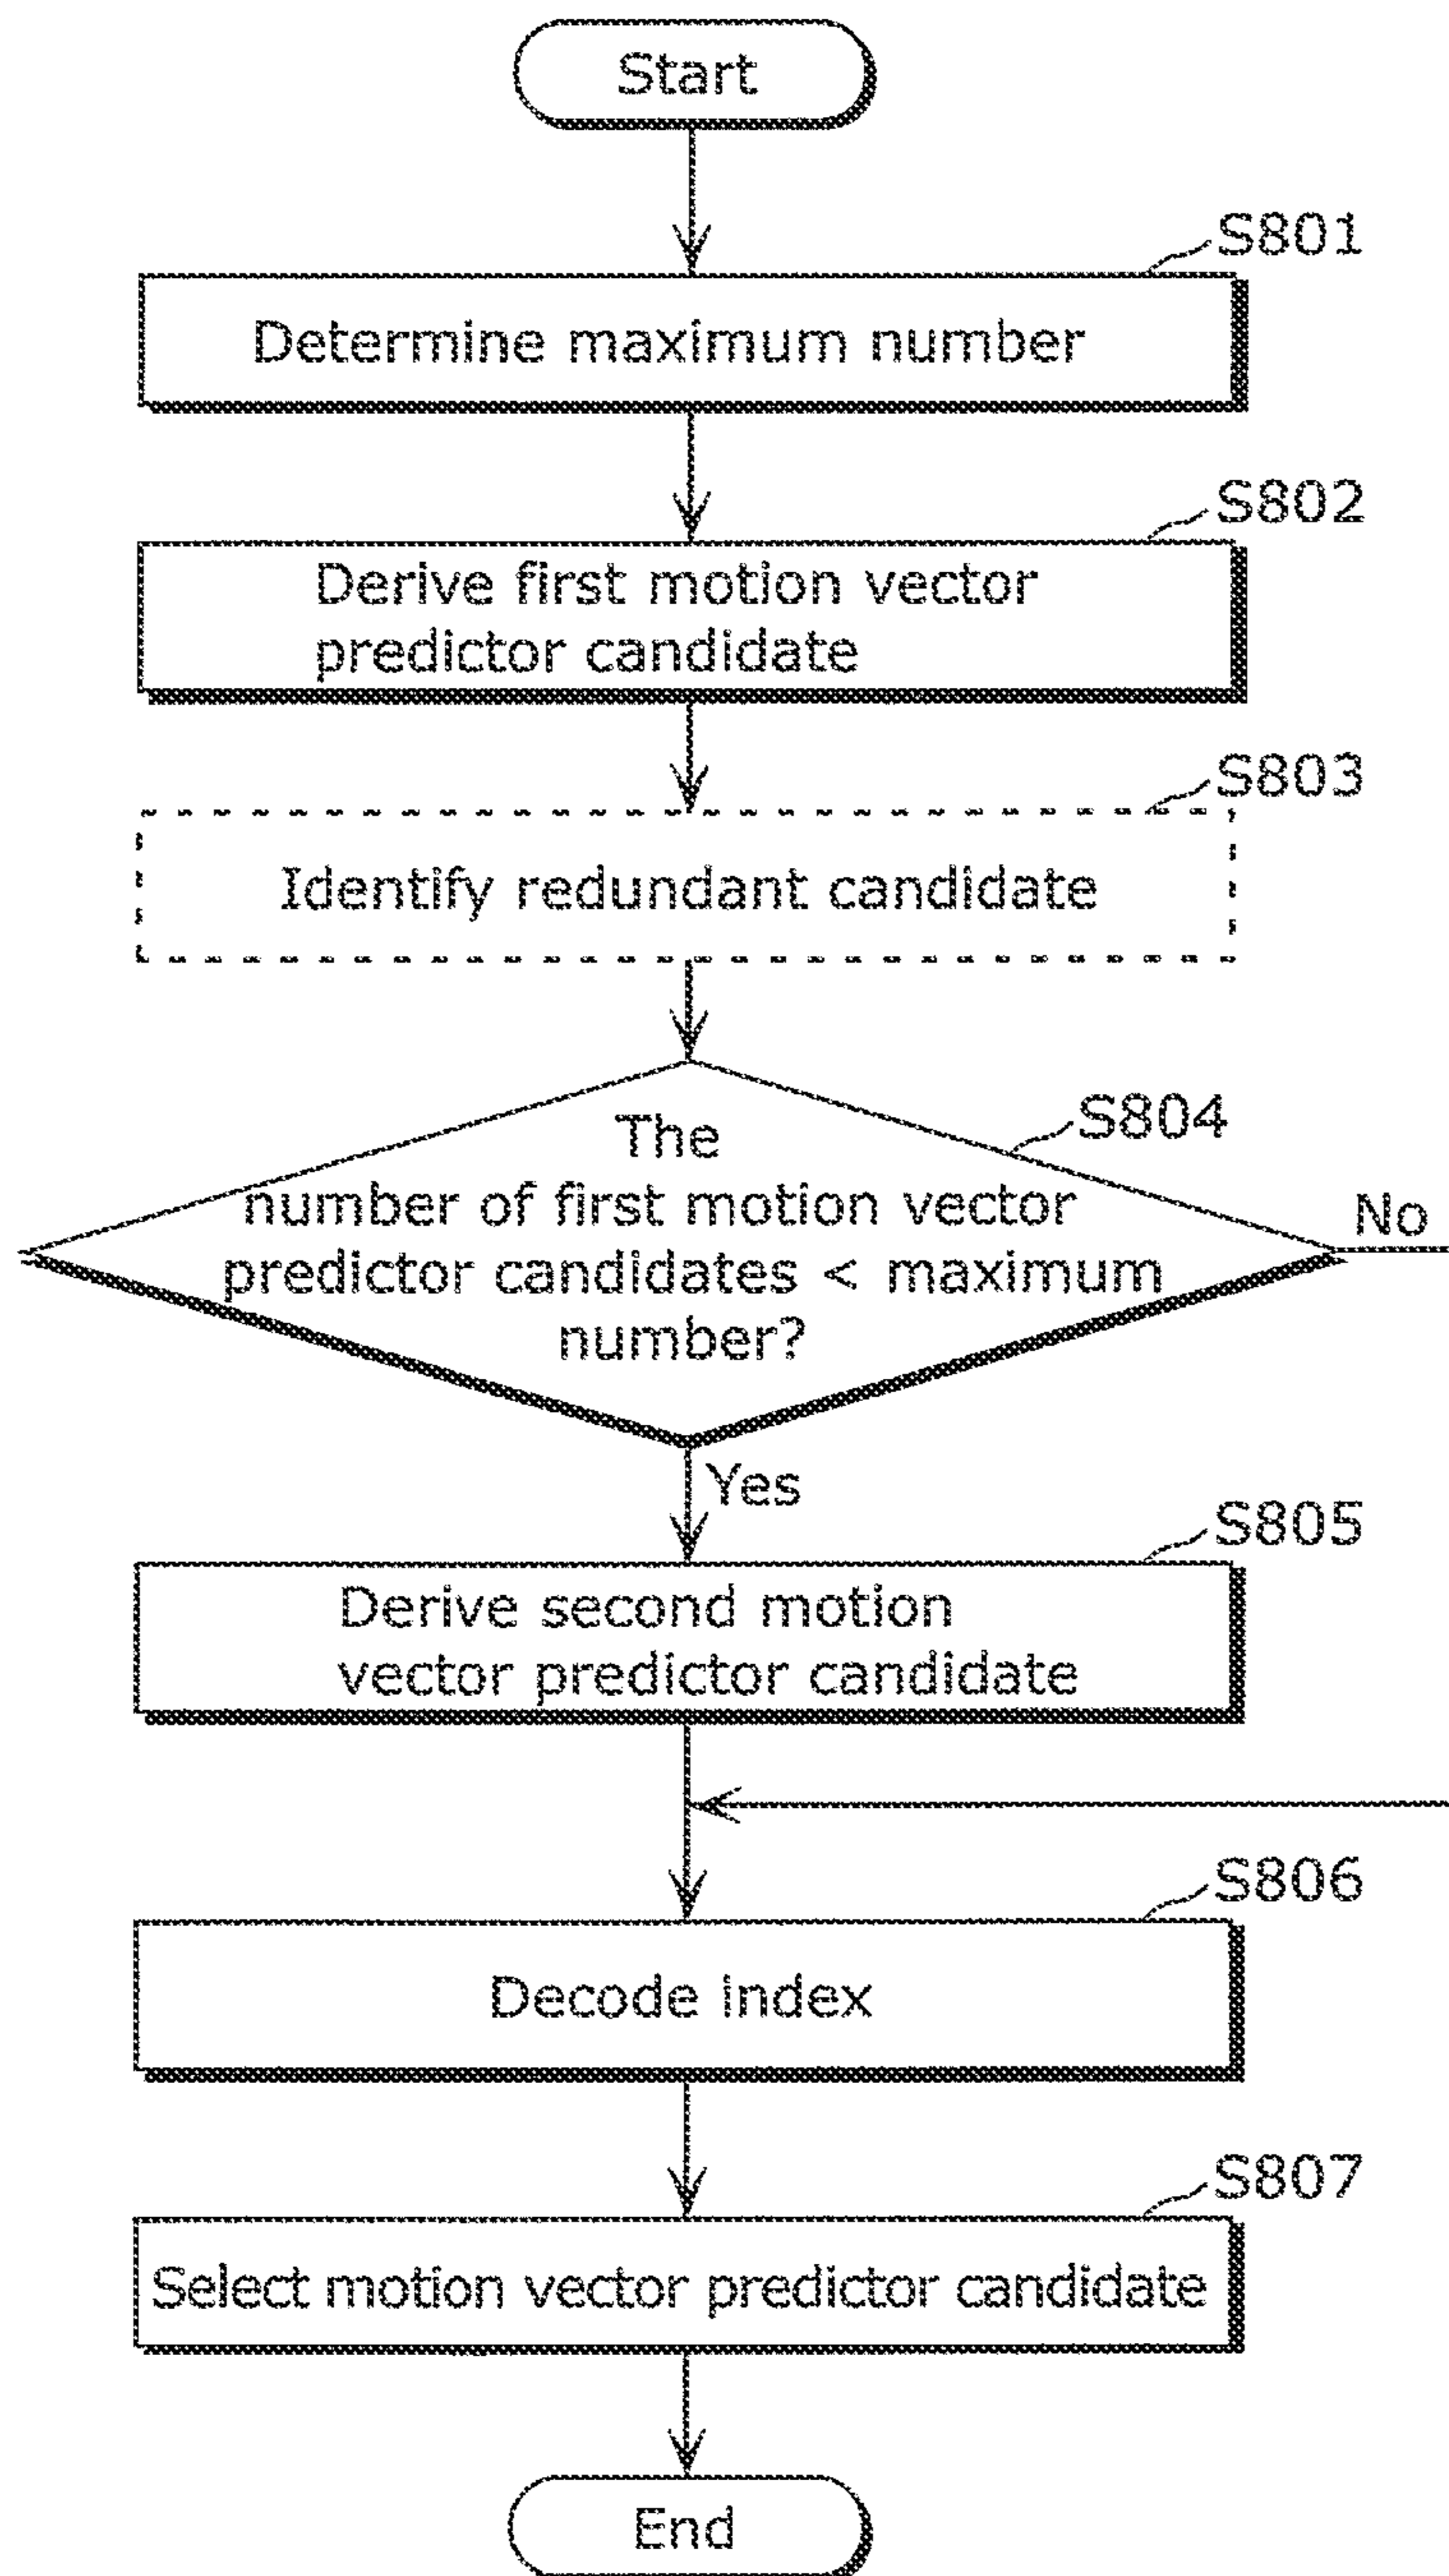 Start
S801
Determine maximum number
S802
Derive first motion vector
predictor candidate
S803
Identify redundant candidate
S804
The
number of first motion vector
predictor candidates < maximum
number?
No
Yes
S805
Derive second motion
vector predictor candidate
S806
Decode index
S807
Select motion vector predictor candidate
End